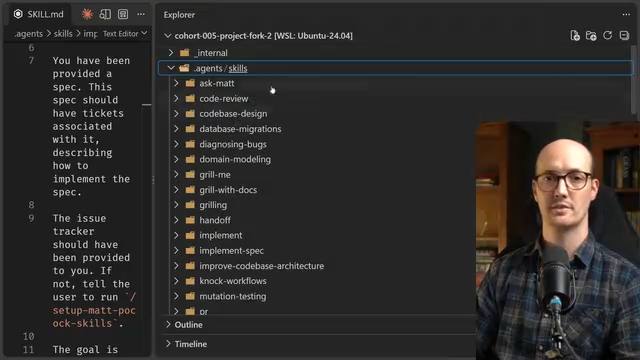 SKILL.md
.agents › skills › imp
Text Editor
6
7 You have been
provided a
spec. This
spec should
have tickets
associated
with it,
describing
how to
implement the
spec.
8
9 The issue
tracker
should have
been provided
to you. If
not, tell the
user to run `/
setup-matt-poc
ock-skills`.
10
11 The goal is
Explorer
cohort-005-project-fork-2 [WSL: Ubuntu-24.04]
_internal
.agents / skills
ask-matt
code-review
codebase-design
database-migrations
diagnosing-bugs
domain-modeling
grill-me
grill-with-docs
grilling
handoff
implement
implement-spec
improve-codebase-architecture
knock-workflows
mutation-testing
pr
Outline
Timeline